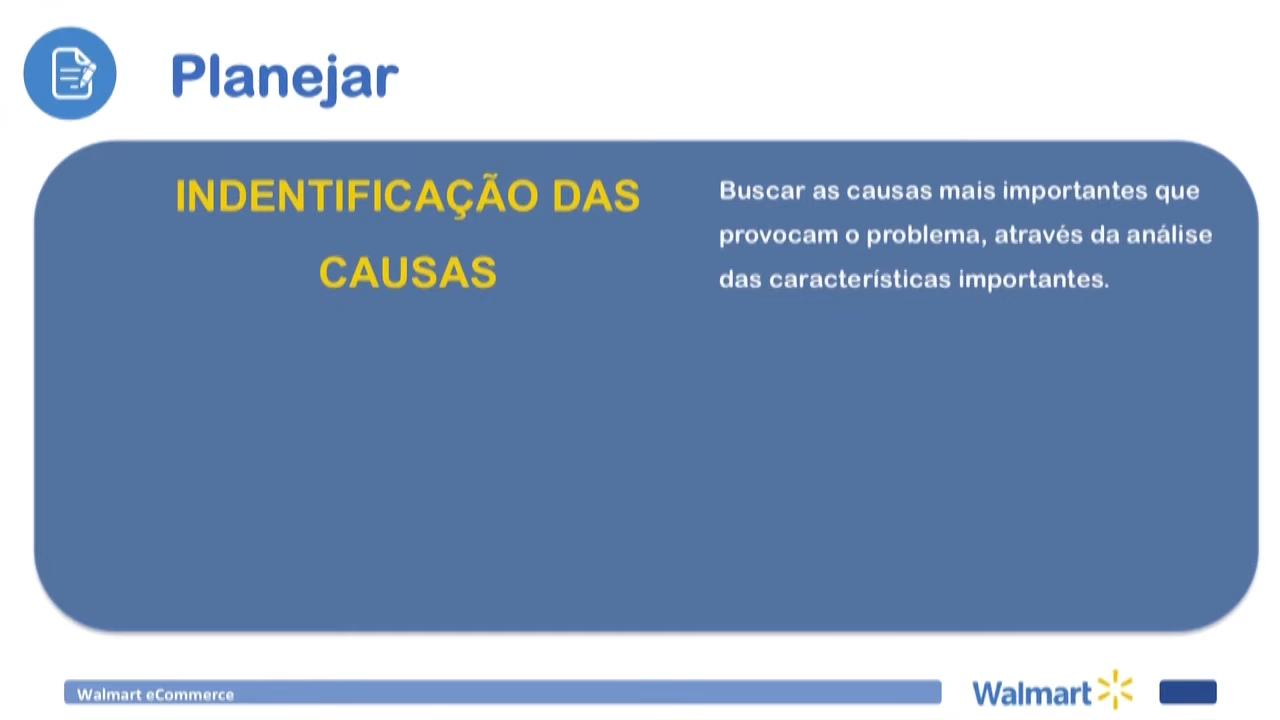 Planejar
INDENTIFICAÇÃO DAS
CAUSAS
Buscar as causas mais importantes que
provocam o problema, através da análise
das características importantes.
Walmart eCommerce
Walmart